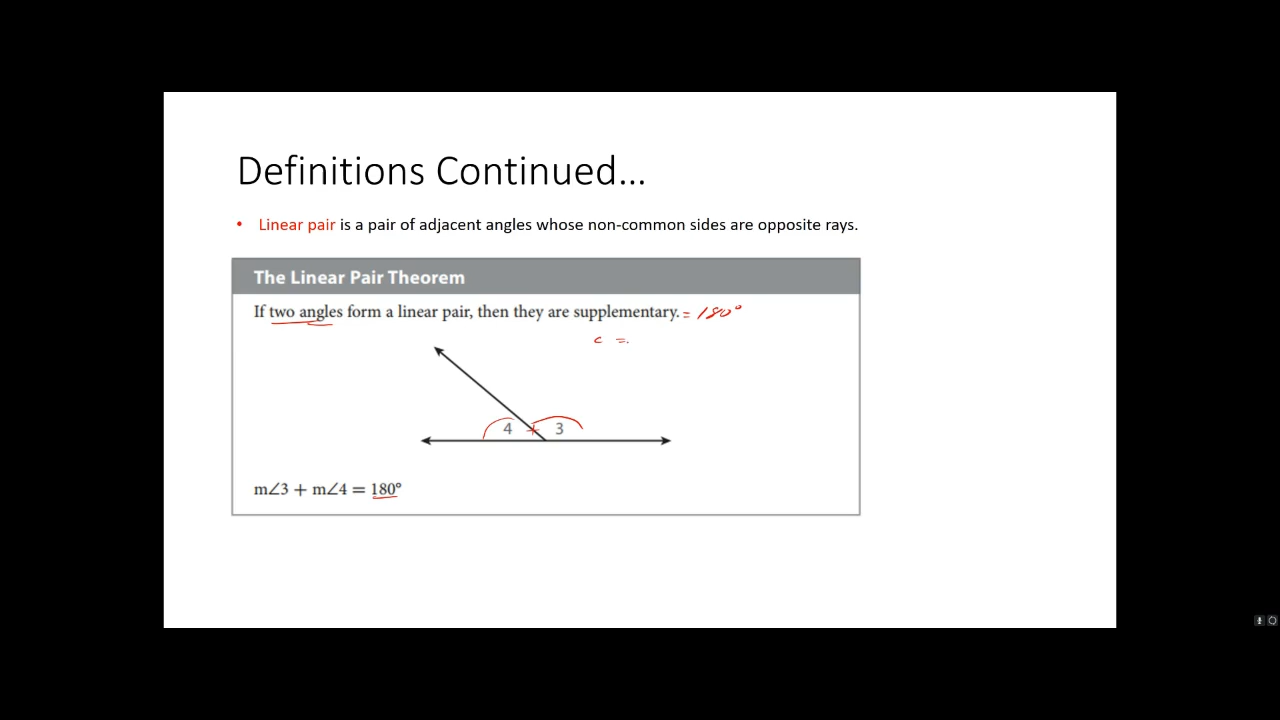 Definitions Continued...
• Linear pair is a pair of adjacent angles whose non-common sides are opposite rays.
The Linear Pair Theorem
If two angles form a linear pair, then they are supplementary. = 180°
c =
4 + 3
m∠3 + m∠4 = 180°